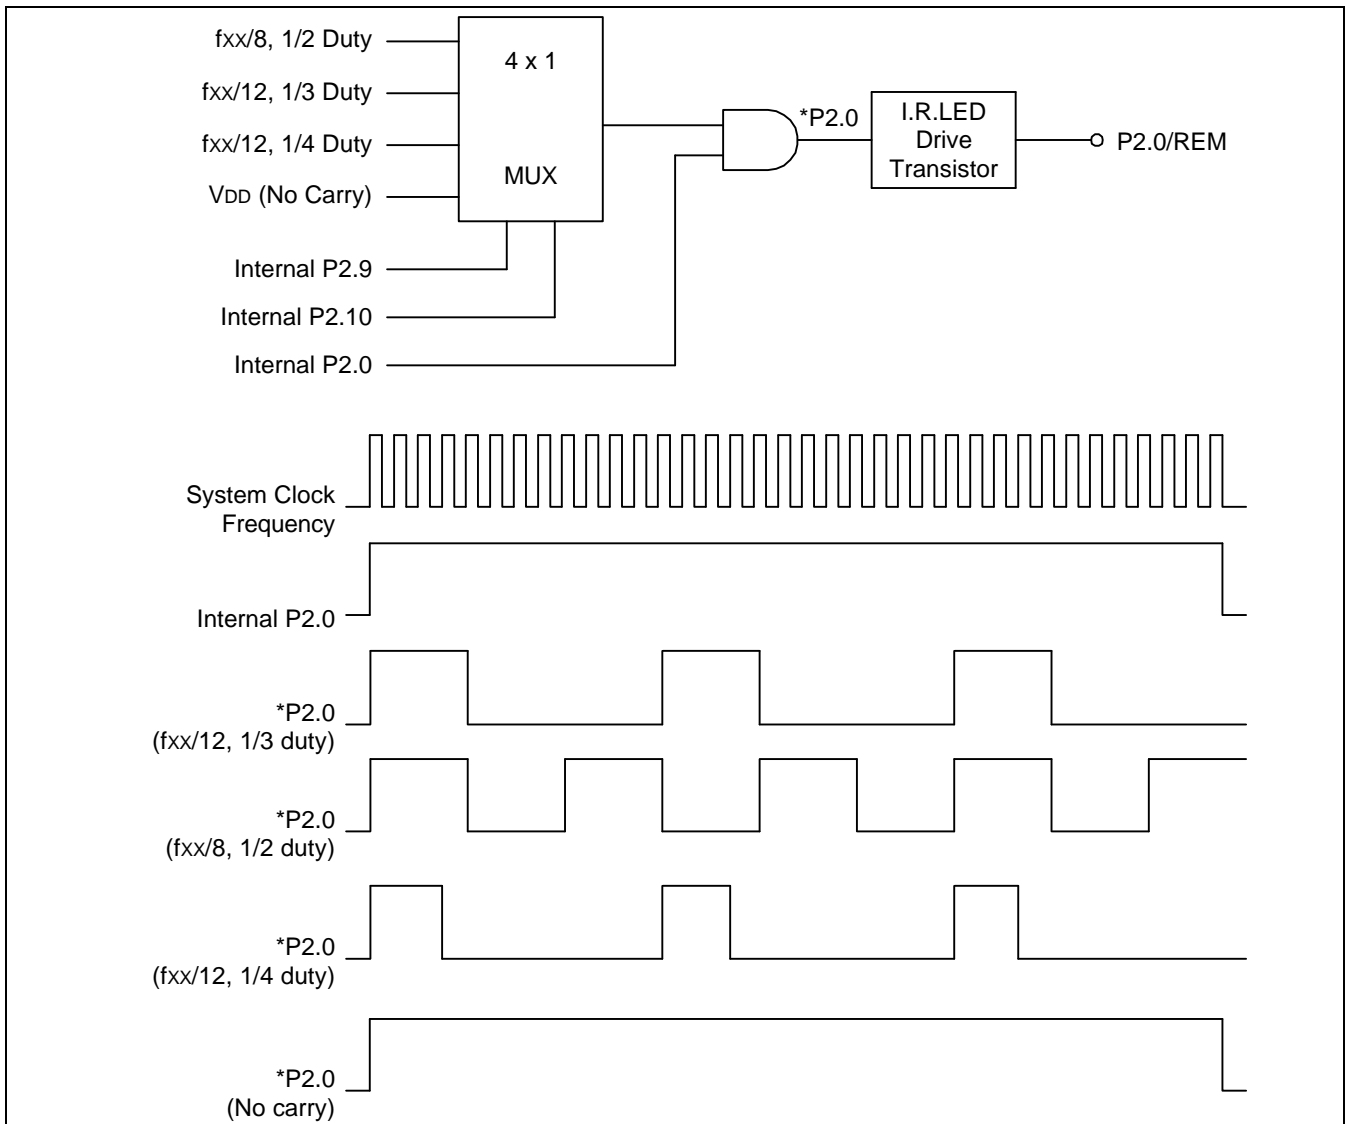 fxx/8, 1/2 Duty
fxx/12, 1/3 Duty
fxx/12, 1/4 Duty
VDD (No Carry)
4 x 1
MUX
Internal P2.9
Internal P2.10
Internal P2.0
*P2.0
I.R.LED
Drive
Transistor
P2.0/REM
System Clock
Frequency
Internal P2.0
*P2.0
(fxx/12, 1/3 duty)
*P2.0
(fxx/8, 1/2 duty)
*P2.0
(fxx/12, 1/4 duty)
*P2.0
(No carry)